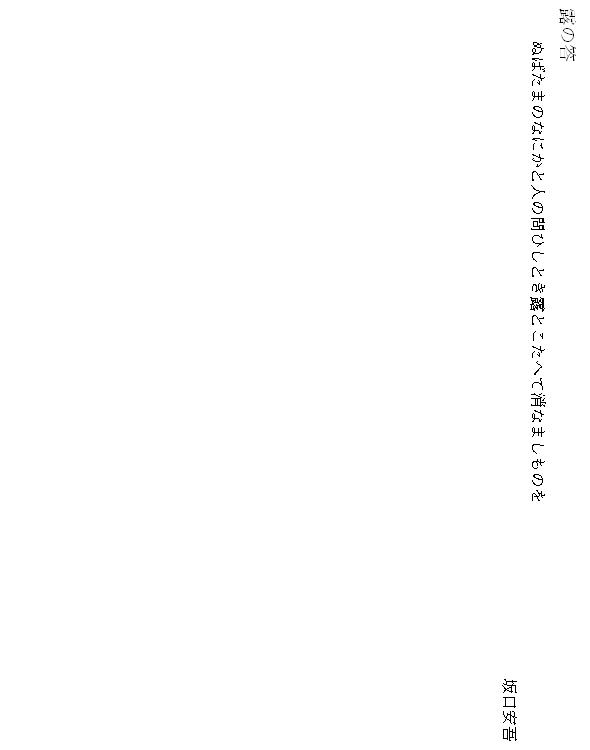 露の答
ぬばたまのなにかと人の問ひしとき露とこたへて消なましものを
坂口安吾